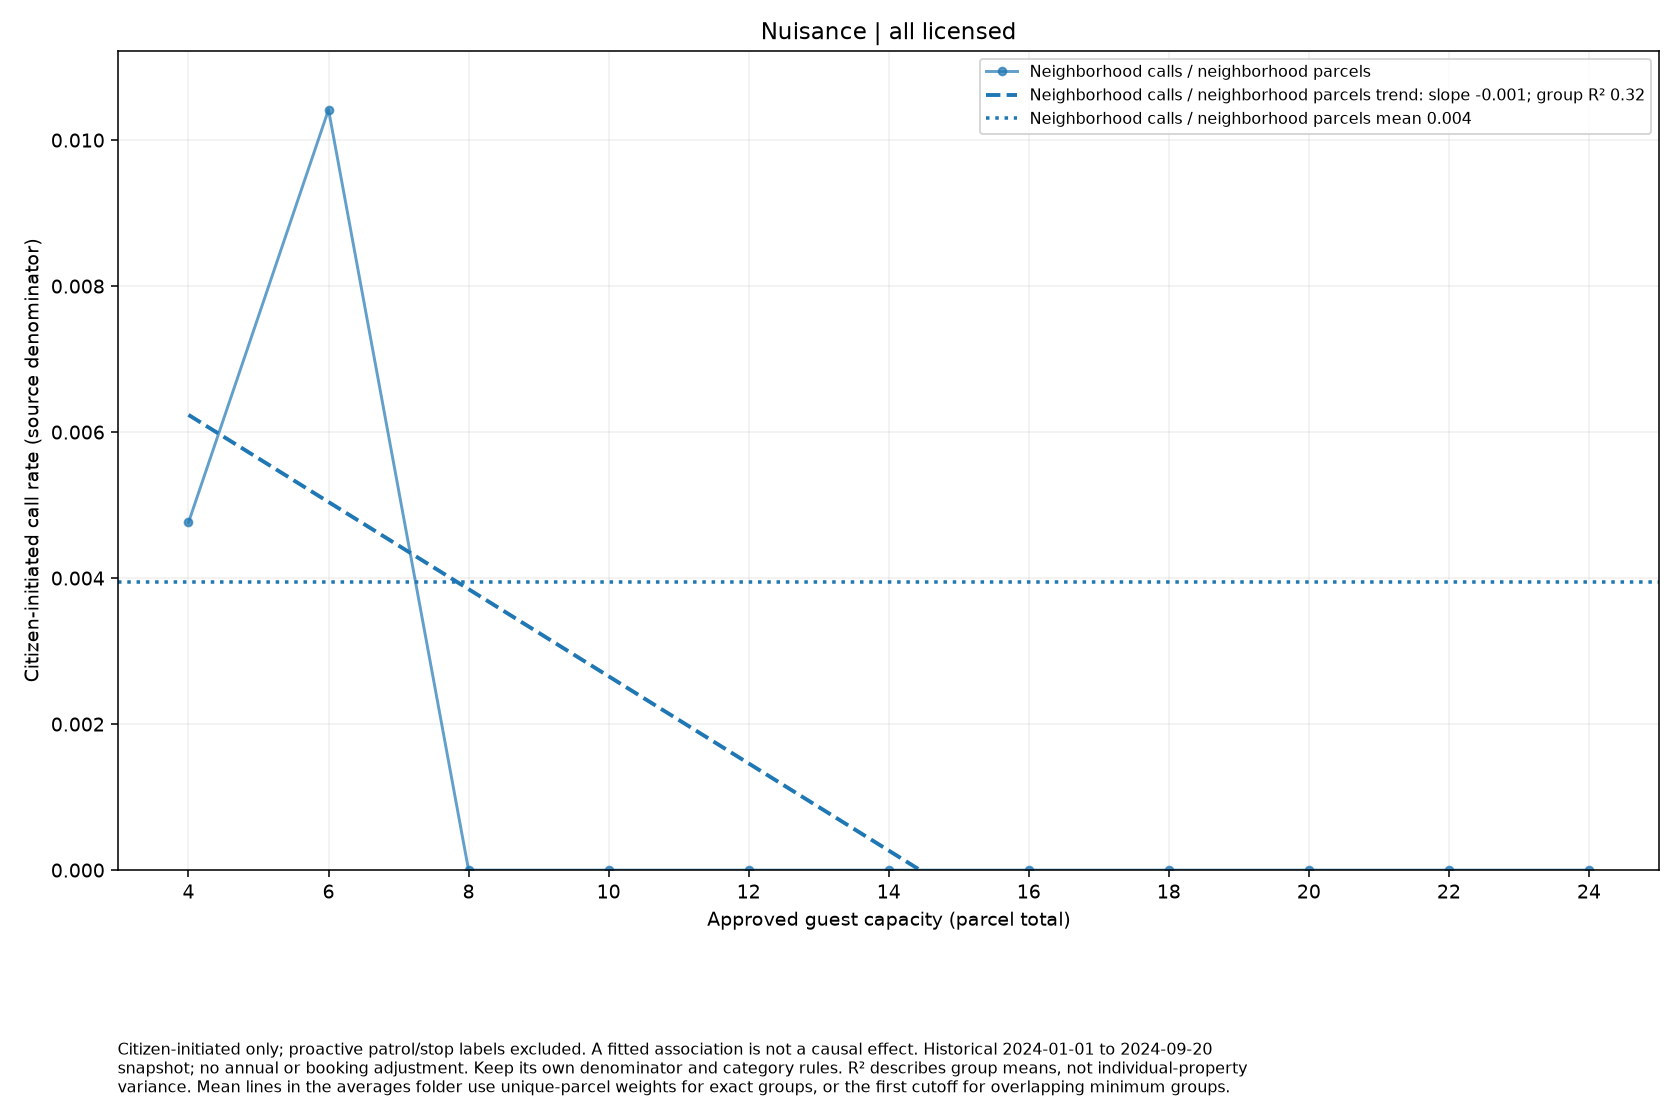 Nuisance | all licensed
Neighborhood calls / neighborhood parcels
Neighborhood calls / neighborhood parcels trend: slope -0.001; group R² 0.32
Neighborhood calls / neighborhood parcels mean 0.004
Citizen-initiated call rate (source denominator)
0.010
0.008
0.006
0.004
0.002
0.000
4 6 8 10 12 14 16 18 20 22 24
Approved guest capacity (parcel total)
Citizen-initiated only; proactive patrol/stop labels excluded. A fitted association is not a causal effect. Historical 2024-01-01 to 2024-09-20
snapshot; no annual or booking adjustment. Keep its own denominator and category rules. R² describes group means, not individual-property
variance. Mean lines in the averages folder use unique-parcel weights for exact groups, or the first cutoff for overlapping minimum groups.